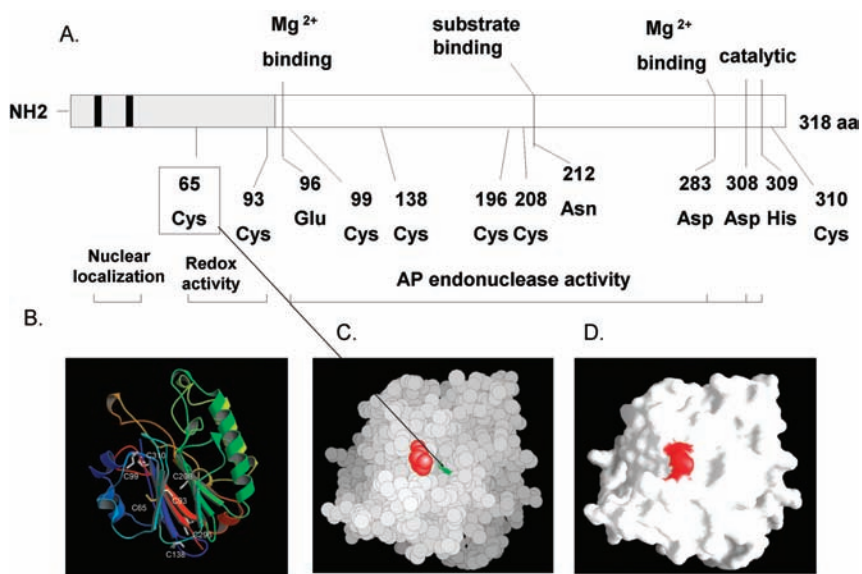 A.
Mg 2+
binding
substrate
binding
Mg 2+
binding
catalytic
NH2
318 aa
65
Cys
93
Cys
96
Glu
99
Cys
138
Cys
196
Cys
208
Cys
212
Asn
283
Asp
308
Asp
309
His
310
Cys
Nuclear
localization
Redox
activity
AP endonuclease activity
B.
C.
D.
C310
C99
C65
C93
C138